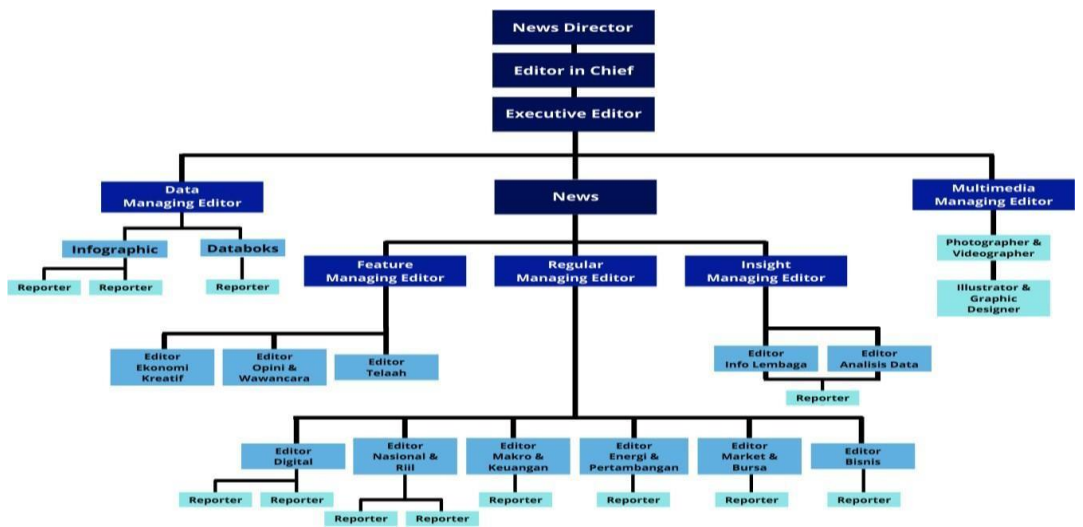 News Director
Editor in Chief
Executive Editor
Data
Managing Editor
News
Multimedia
Managing Editor
Infographic
Databoks
Photographer &
Videographer
Reporter
Reporter
Reporter
Feature
Managing Editor
Regular
Managing Editor
Insight
Managing Editor
Illustrator &
Graphic
Designer
Editor
Ekonomi
Kreatif
Editor
Opini &
Wawancara
Editor
Telaah
Editor
Info Lembaga
Editor
Analisis Data
Reporter
Editor
Digital
Editor
Nasional &
Riil
Editor
Makro &
Keuangan
Editor
Energi &
Pertambangan
Editor
Market &
Bursa
Editor
Bisnis
Reporter
Reporter
Reporter
Reporter
Reporter
Reporter
Reporter
Reporter